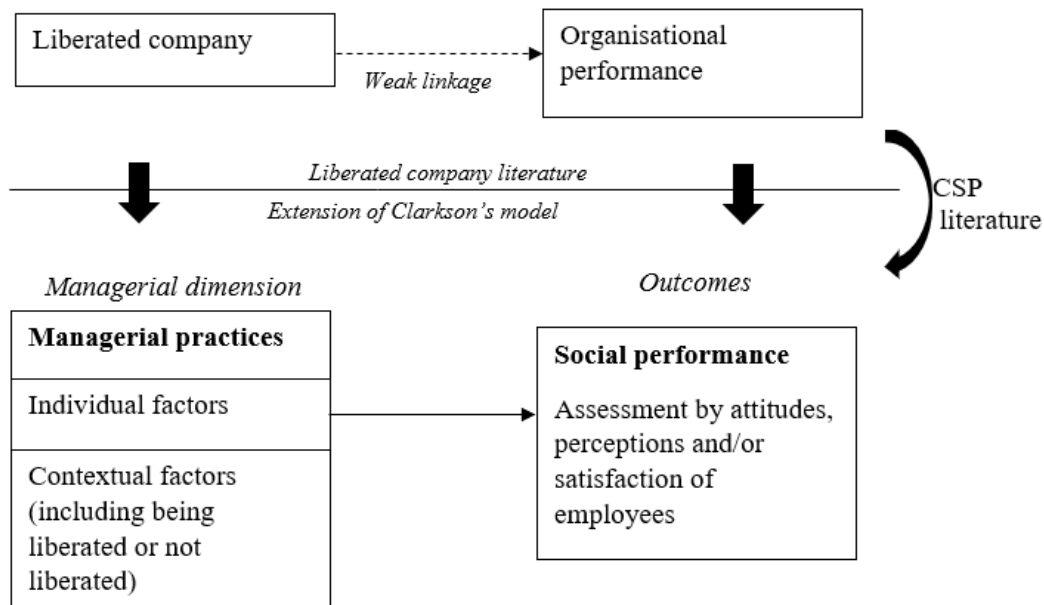 Liberated company
Organisational
performance
Weak linkage
Liberated company literature
Extension of Clarkson's model
CSP
literature
Managerial dimension
Outcomes
Managerial practices
Individual factors
Contextual factors
(including being
liberated or not
liberated)
Social performance
Assessment by attitudes,
perceptions and/or
satisfaction of
employees